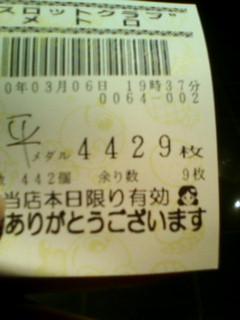 スロットクラブ
メトロ
0年03月06日 19時37分
0064-002
平
メダル 4429枚
数 442個 余り数 9枚
当店本日限り有効
ありがとうございます